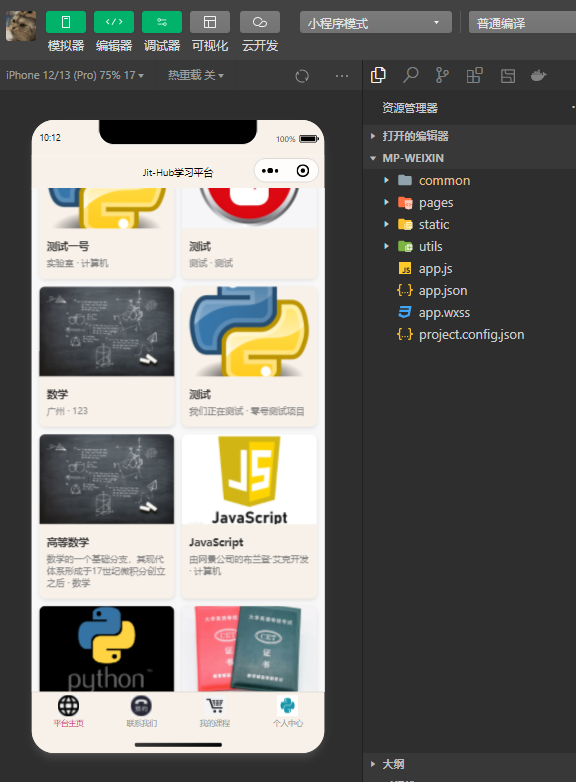 模拟器 编辑器 调试器 可视化 云开发
小程序模式
普通编译
iPhone 12/13 (Pro) 75% 17
热重载 关
10:12
100%
Jit-Hub学习平台
测试一号
实验室 · 计算机
测试
测试 · 测试
数学
广州 · 123
测试
我们正在测试 · 零号测试项目
高等数学
数学的一个基础分支，其现代
体系形成于17世纪微积分创立
之后 · 数学
JS
JavaScript
JavaScript
由网景公司的布兰登·艾克开发
· 计算机
python
CET
证
书
CET
证
书
平台主页
联系我们
我的课程
个人中心
资源管理器
打开的编辑器
MP-WEIXIN
common
pages
static
utils
JS app.js
{..} app.json
app.wxss
{..} project.config.json
大纲